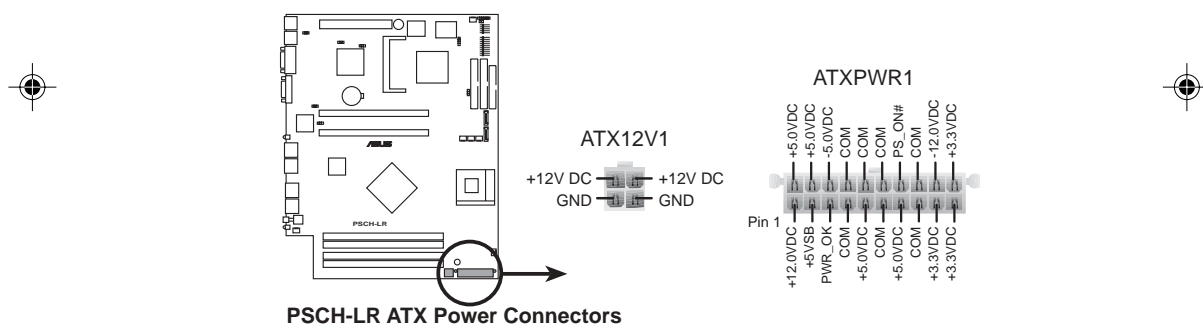 ATXPWR1
+5.0VDC
+5.0VDC
-5.0VDC
COM
COM
COM
PS_ON#
COM
-12.0VDC
+3.3VDC
ATX12V1
+12V DC
+12V DC
GND
GND
Pin 1
+12.0VDC
+5VSB
PWR_OK
COM
+5.0VDC
COM
+5.0VDC
COM
+3.3VDC
+3.3VDC
ASUS
PSCH-LR
PSCH-LR ATX Power Connectors